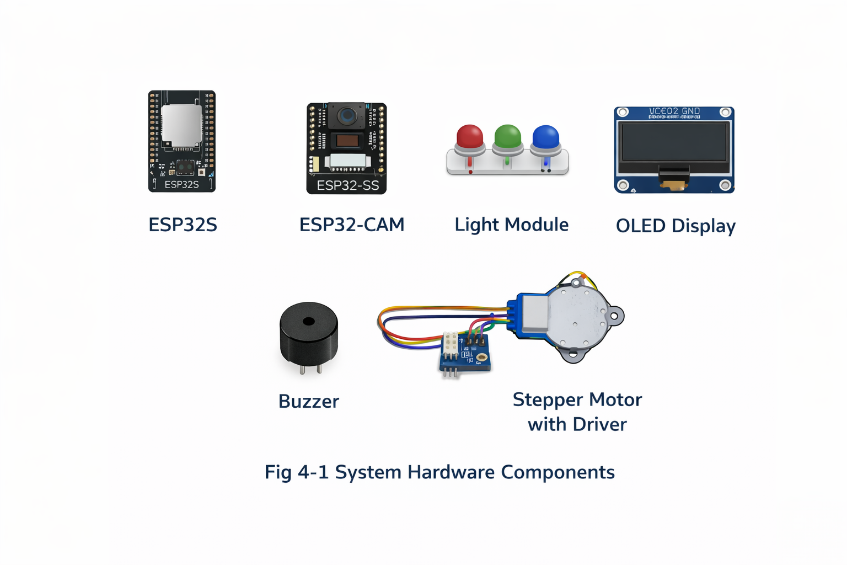 VCC02 GND
ESP32S
ESP32-SS
ESP32S
ESP32-CAM
Light Module
OLED Display
Buzzer
Stepper Motor
with Driver
Fig 4-1 System Hardware Components